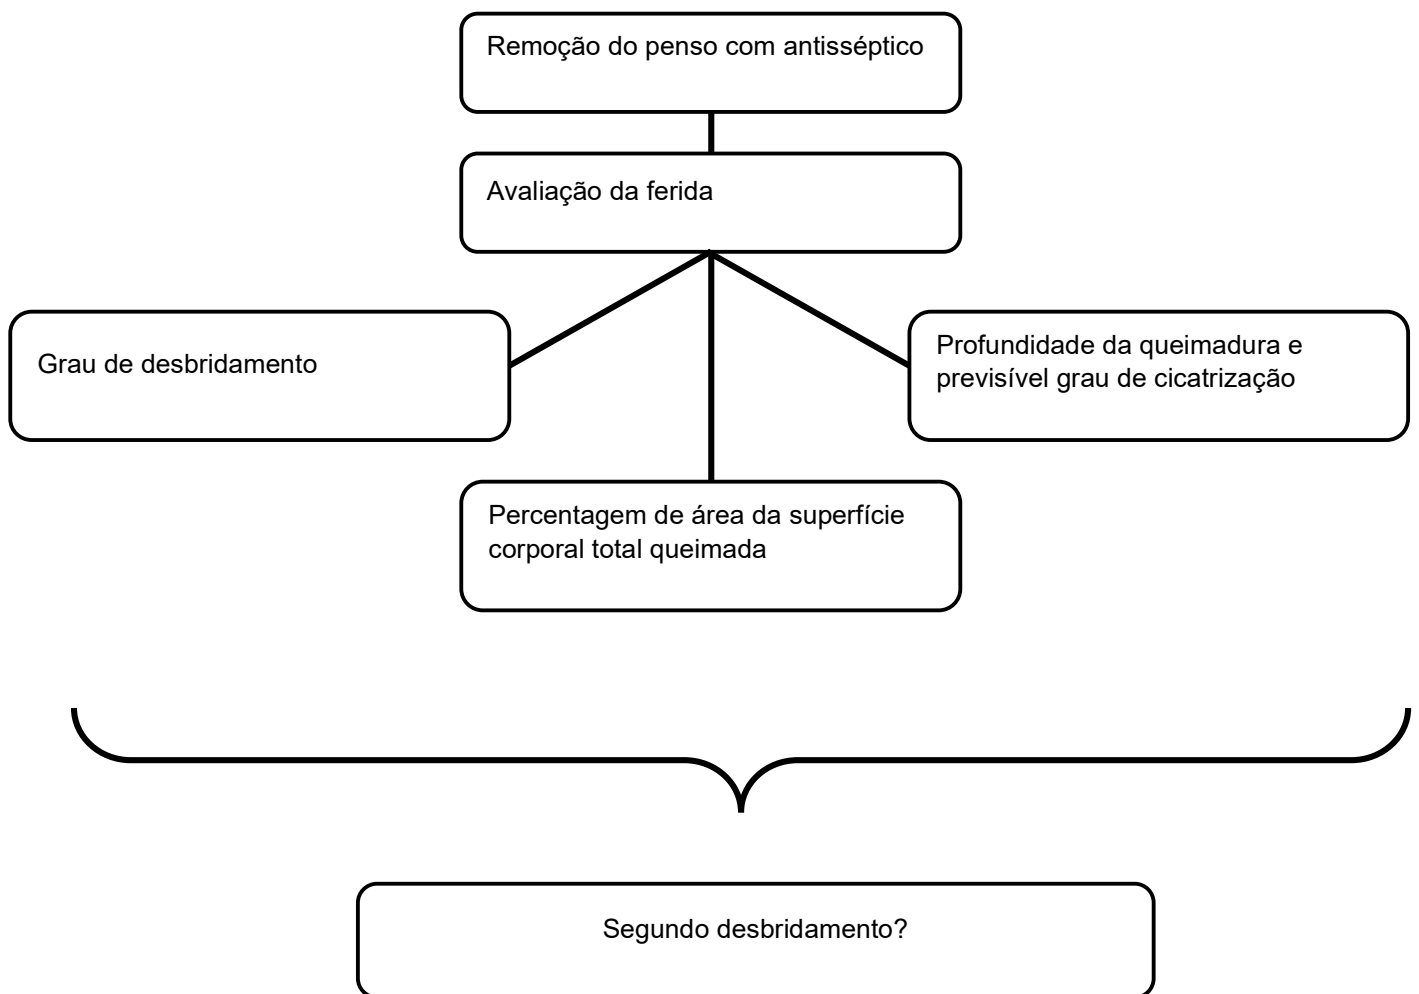 Remoção do penso com antisséptico
Avaliação da ferida
Grau de desbridamento
Profundidade da queimadura e
previsível grau de cicatrização
Percentagem de área da superfície
corporal total queimada
Segundo desbridamento?